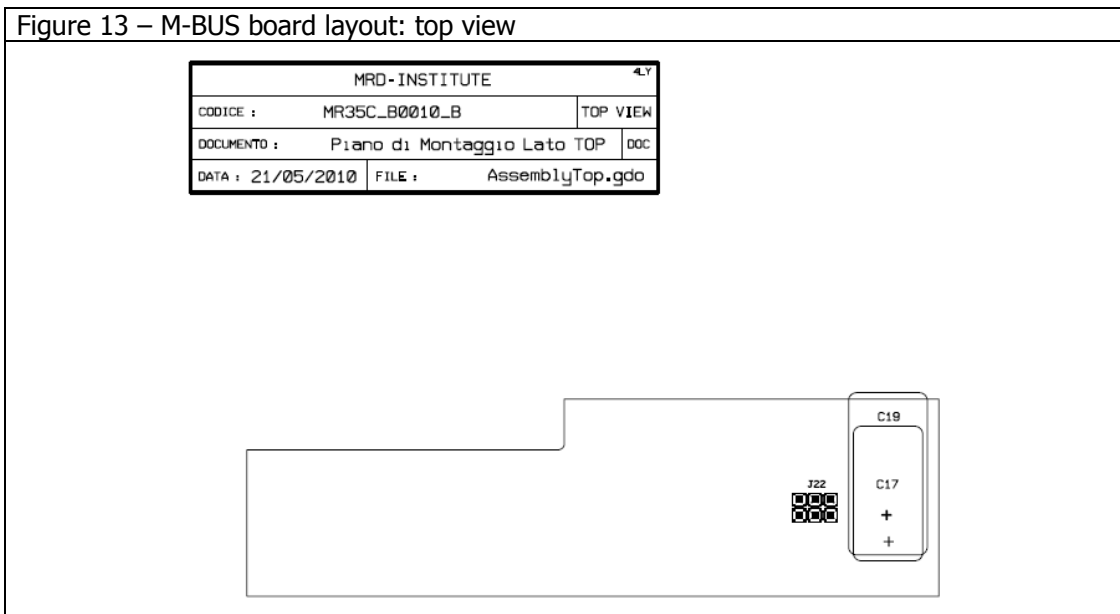 Figure 13 – M-BUS board layout: top view
MRD-INSTITUTE 4LY
CODICE : MR35C_B0010_B TOP VIEW
DOCUMENTO : Piano di Montaggio Lato TOP DOC
DATA : 21/05/2010 FILE : AssemblyTop.gdo
C19
J22 C17
+
+